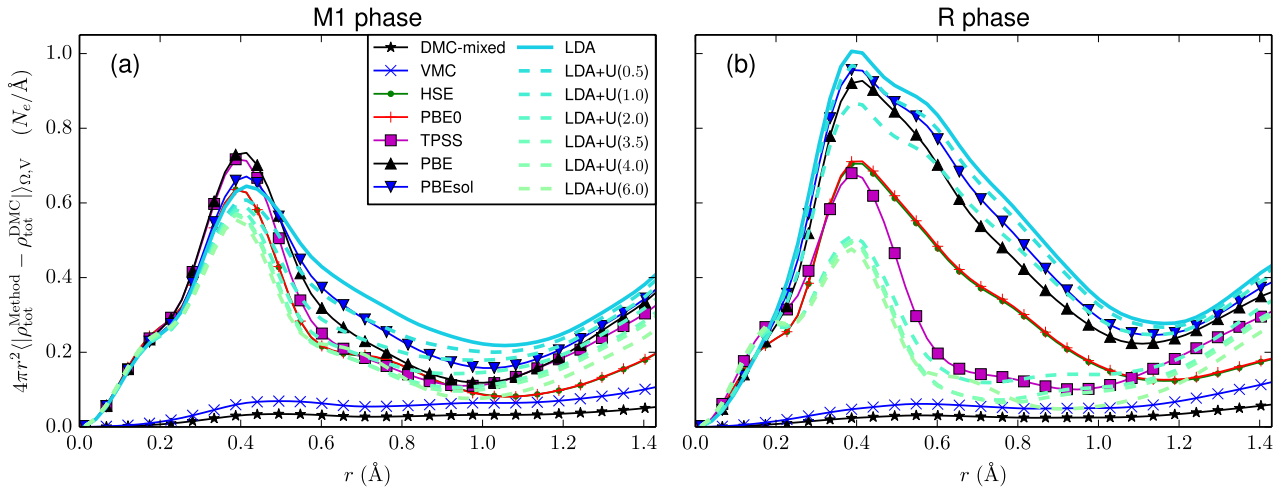 M1 phase
R phase
(a)
(b)
DMC-mixed
VMC
HSE
PBE0
TPSS
PBE
PBEsol
LDA
LDA+U(0.5)
LDA+U(1.0)
LDA+U(2.0)
LDA+U(3.5)
LDA+U(4.0)
LDA+U(6.0)
4πr²⟨|ρ_tot^Method − ρ_tot^DMC|⟩_Ω,V (N_e/Å)
1.0
0.8
0.6
0.4
0.2
0.0
0.0 0.2 0.4 0.6 0.8 1.0 1.2 1.4
0.0 0.2 0.4 0.6 0.8 1.0 1.2 1.4
r (Å)
r (Å)